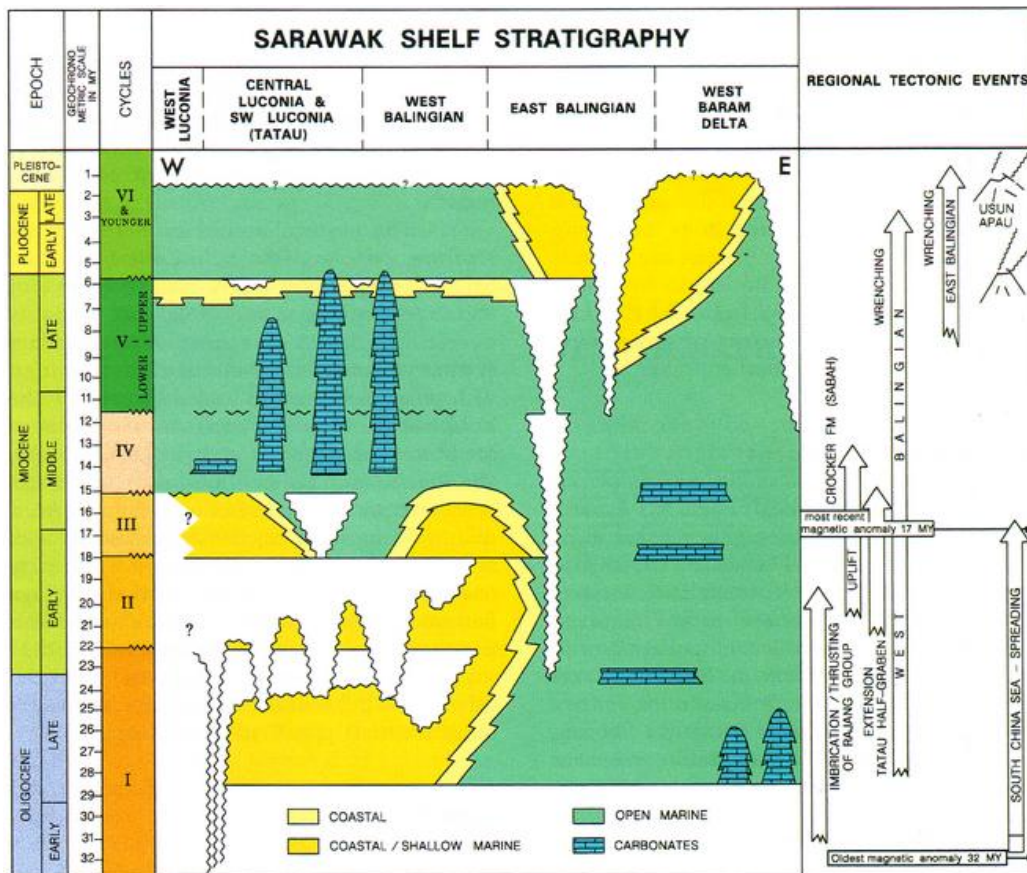 SARAWAK SHELF STRATIGRAPHY
REGIONAL TECTONIC EVENTS
EPOCH
GEOCHRONO
METRIC SCALE
IN MY
CYCLES
WEST
LUCONIA
CENTRAL
LUCONIA &
SW LUCONIA
(TATAU)
WEST
BALINGIAN
EAST BALINGIAN
WEST
BARAM
DELTA
W
E
PLEISTO-
CENE
PLIOCENE
LATE
EARLY
MIOCENE
LATE
MIDDLE
EARLY
OLIGOCENE
LATE
EARLY
1
2
3
4
5
6
7
8
9
10
11
12
13
14
15
16
17
18
19
20
21
22
23
24
25
26
27
28
29
30
31
32
VI
&
YOUNGER
V
UPPER
LOWER
IV
III
II
I
?
?
?
?
?
?
COASTAL
COASTAL / SHALLOW MARINE
OPEN MARINE
CARBONATES
USUN
APAU
WRENCHING
EAST BALINGIAN
WRENCHING
WEST BALINGIAN
CROCKER FM (SABAH)
UPLIFT
most recent
magnetic anomaly 17 MY
IMBRICATION / THRUSTING
OF RAJANG GROUP
EXTENSION
TATAU HALF-GRABEN
SOUTH CHINA SEA - SPREADING
Oldest magnetic anomaly 32 MY